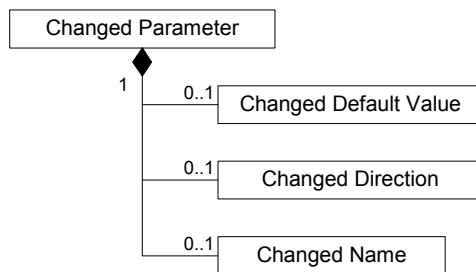 Changed Parameter
1
0..1
Changed Default Value
0..1
Changed Direction
0..1
Changed Name